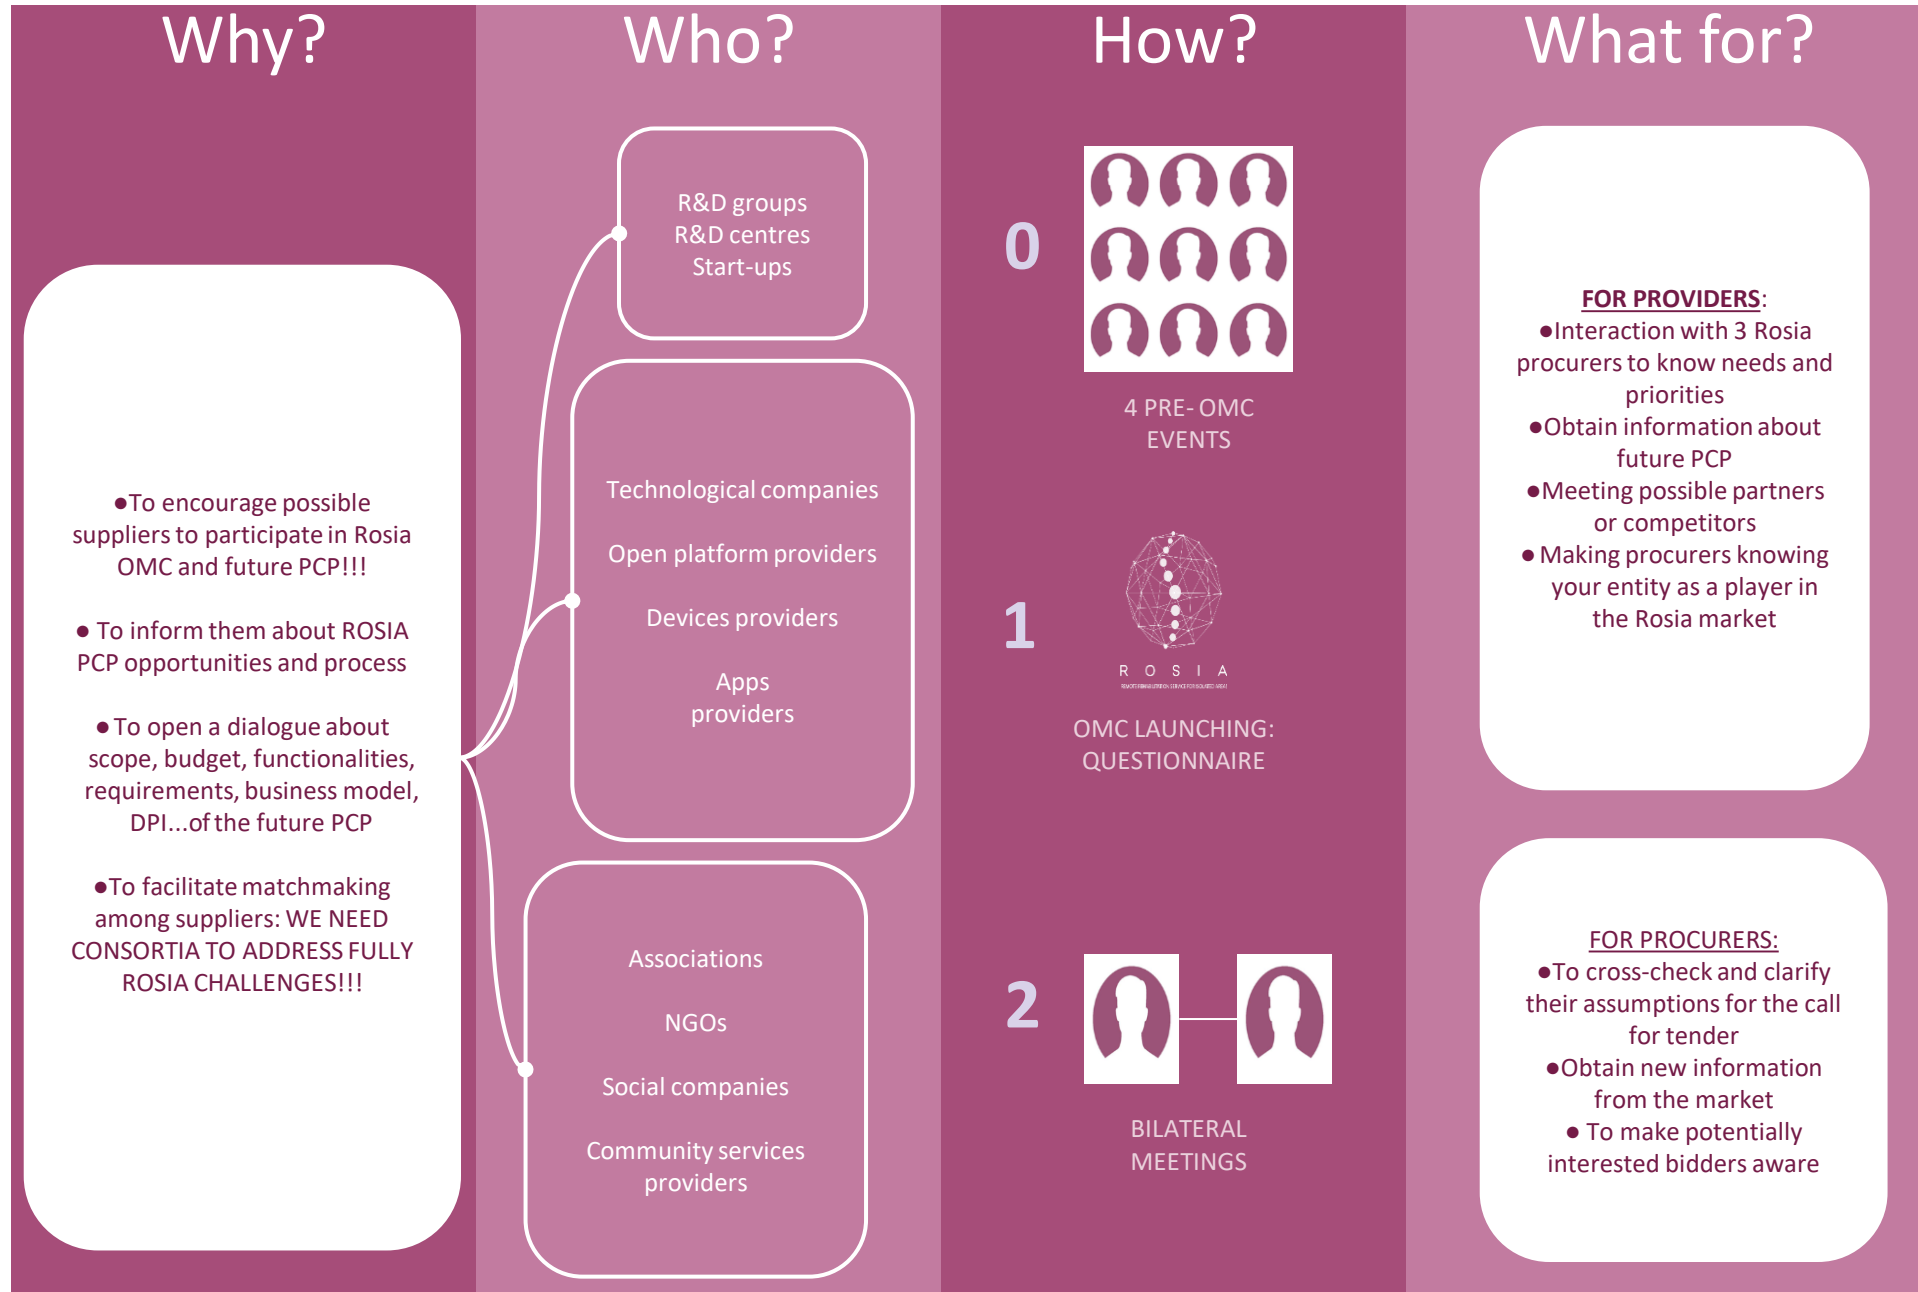 Why?
●To encourage possible
suppliers to participate in Rosia
OMC and future PCP!!!
● To inform them about ROSIA
PCP opportunities and process
● To open a dialogue about
scope, budget, functionalities,
requirements, business model,
DPI...of the future PCP
●To facilitate matchmaking
among suppliers: WE NEED
CONSORTIA TO ADDRESS FULLY
ROSIA CHALLENGES!!!
Who?
R&D groups
R&D centres
Start-ups
Technological companies
Open platform providers
Devices providers
Apps
providers
Associations
NGOs
Social companies
Community services
providers
How?
0
4 PRE- OMC
EVENTS
1
R O S I A
REMOTE REHABILITATION SERVICE FOR ISOLATED AREAS
OMC LAUNCHING:
QUESTIONNAIRE
2
BILATERAL
MEETINGS
What for?
FOR PROVIDERS:
●Interaction with 3 Rosia
procurers to know needs and
priorities
●Obtain information about
future PCP
●Meeting possible partners
or competitors
● Making procurers knowing
your entity as a player in
the Rosia market
FOR PROCURERS:
●To cross-check and clarify
their assumptions for the call
for tender
●Obtain new information
from the market
● To make potentially
interested bidders aware